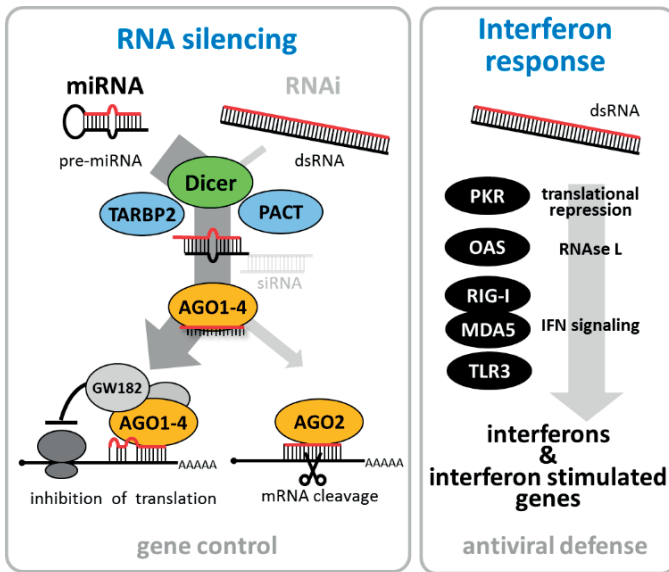 RNA silencing
miRNA
RNAi
pre-miRNA
dsRNA
Dicer
TARBP2
PACT
siRNA
AGO1-4
GW182
AGO1-4
AAAAA
inhibition of translation
AGO2
AAAAA
mRNA cleavage
gene control
Interferon
response
dsRNA
PKR
translational
repression
OAS
RNAse L
RIG-I
MDA5
IFN signaling
TLR3
interferons
&
interferon stimulated
genes
antiviral defense